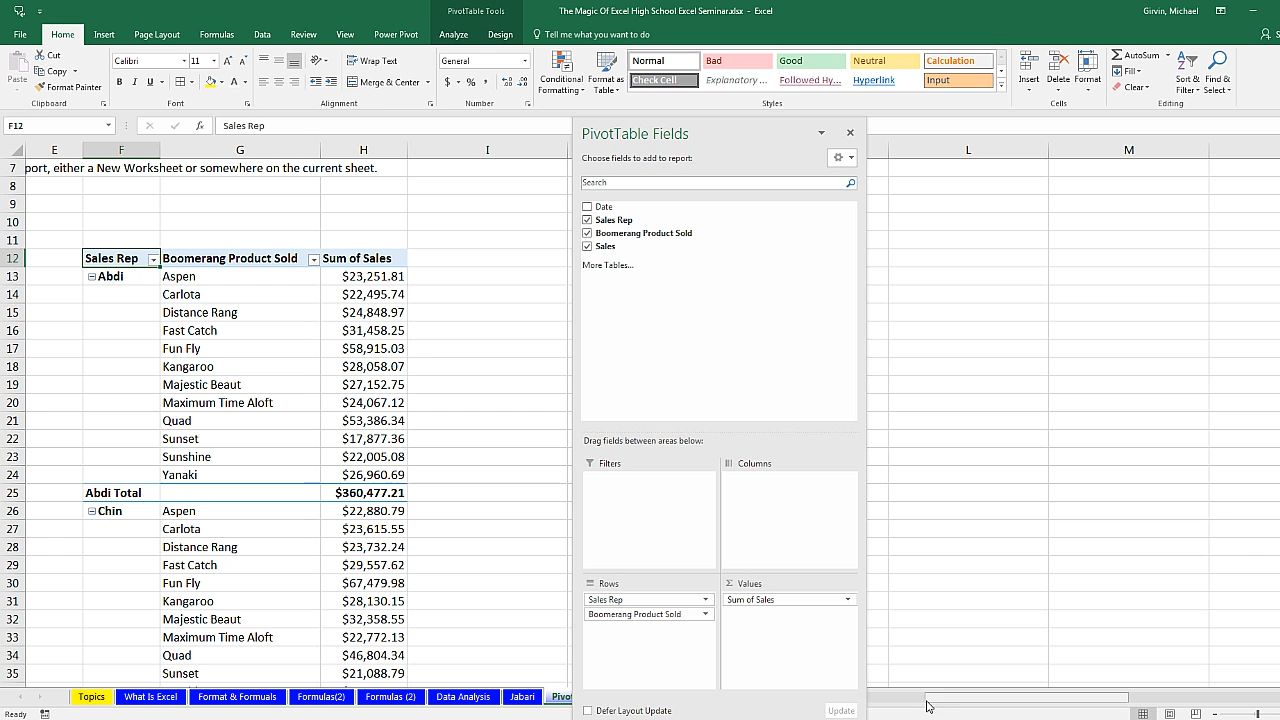 PivotTable Tools
The Magic Of Excel High School Excel Seminar.xlsx - Excel
Girvin, Michael
File Home Insert Page Layout Formulas Data Review View Power Pivot Analyze Design Tell me what you want to do
Cut
Copy
Format Painter
Paste
Clipboard
Calibri 11
B I U
Font
Wrap Text
Merge & Center
Alignment
General
$ % ,
Number
Conditional Formatting
Format as Table
Normal Bad Good Neutral Calculation
Check Cell Explanatory ... Followed Hy... Hyperlink Input
Styles
Insert Delete Format
Cells
AutoSum
Fill
Clear
Sort & Filter
Find & Select
Editing
F12 fx Sales Rep
E F G H I L M
7 port, either a New Worksheet or somewhere on the current sheet.
8
9
10
11
12 Sales Rep Boomerang Product Sold Sum of Sales
13 Abdi Aspen $23,251.81
14 Carlota $22,495.74
15 Distance Rang $24,848.97
16 Fast Catch $31,458.25
17 Fun Fly $58,915.03
18 Kangaroo $28,058.07
19 Majestic Beaut $27,152.75
20 Maximum Time Aloft $24,067.12
21 Quad $53,386.34
22 Sunset $17,877.36
23 Sunshine $22,005.08
24 Yanaki $26,960.69
25 Abdi Total $360,477.21
26 Chin Aspen $22,880.79
27 Carlota $23,615.55
28 Distance Rang $23,732.24
29 Fast Catch $29,557.62
30 Fun Fly $67,479.98
31 Kangaroo $28,130.15
32 Majestic Beaut $32,358.55
33 Maximum Time Aloft $22,772.13
34 Quad $46,804.34
35 Sunset $21,088.79
PivotTable Fields
Choose fields to add to report:
Search
Date
Sales Rep
Boomerang Product Sold
Sales
More Tables...
Drag fields between areas below:
Filters Columns
Rows Σ Values
Sales Rep Sum of Sales
Boomerang Product Sold
Defer Layout Update Update
Topics What Is Excel Format & Formuals Formulas(2) Formulas (2) Data Analysis Jabari Pivot
Ready